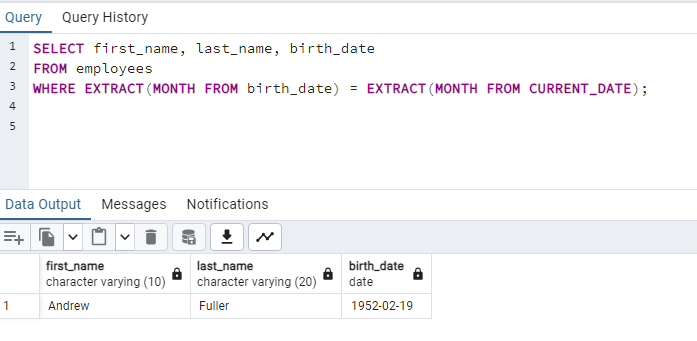 Query Query History
1 SELECT first_name, last_name, birth_date
2 FROM employees
3 WHERE EXTRACT(MONTH FROM birth_date) = EXTRACT(MONTH FROM CURRENT_DATE);
4
5
Data Output Messages Notifications
first_name last_name birth_date
character varying (10) character varying (20) date
1 Andrew Fuller 1952-02-19